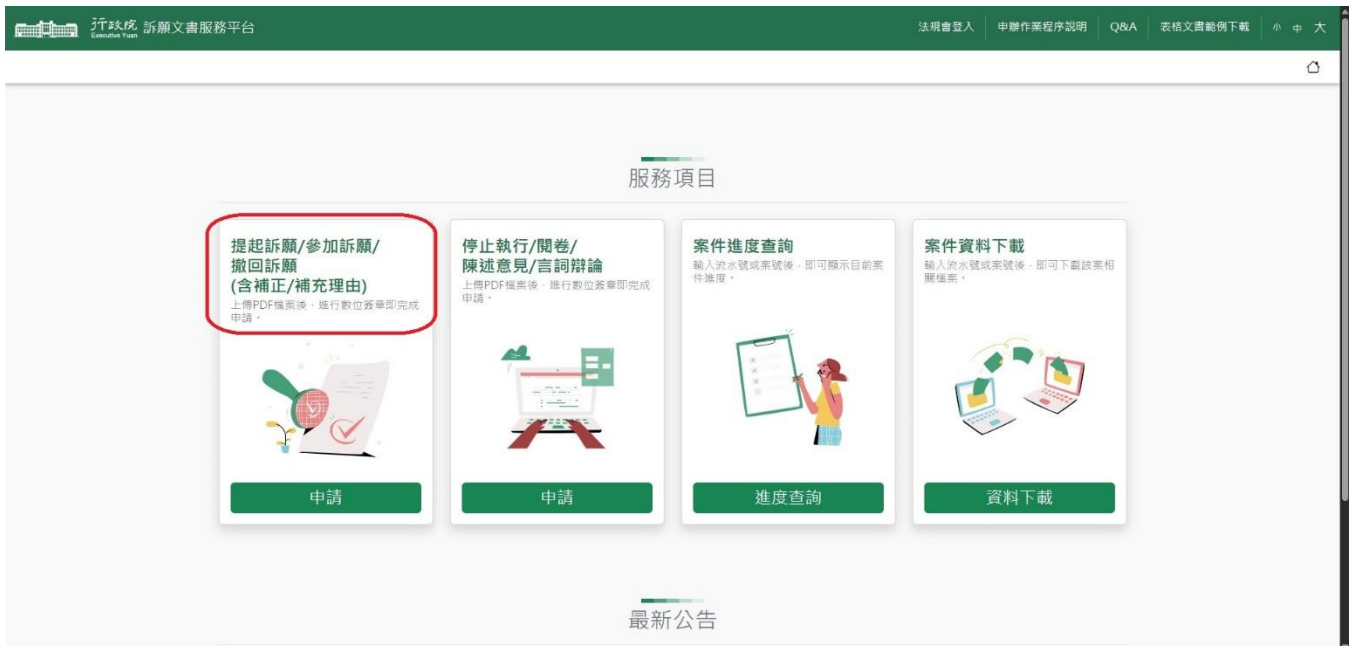 行政院 訴願文書服務平台
Executive Yuan
法規會登入 申辦作業程序說明 Q&A 表格文書範例下載 小 中 大
服務項目
提起訴願/參加訴願/
撤回訴願
(含補正/補充理由)
上傳PDF檔案後，進行數位簽章即完成
申請。
申請
停止執行/閱卷/
陳述意見/言詞辯論
上傳PDF檔案後，進行數位簽章即完成
申請。
申請
案件進度查詢
輸入流水號或案號後，即可顯示目前案
件進度。
進度查詢
案件資料下載
輸入流水號或案號後，即可下載該案相
關檔案。
資料下載
最新公告